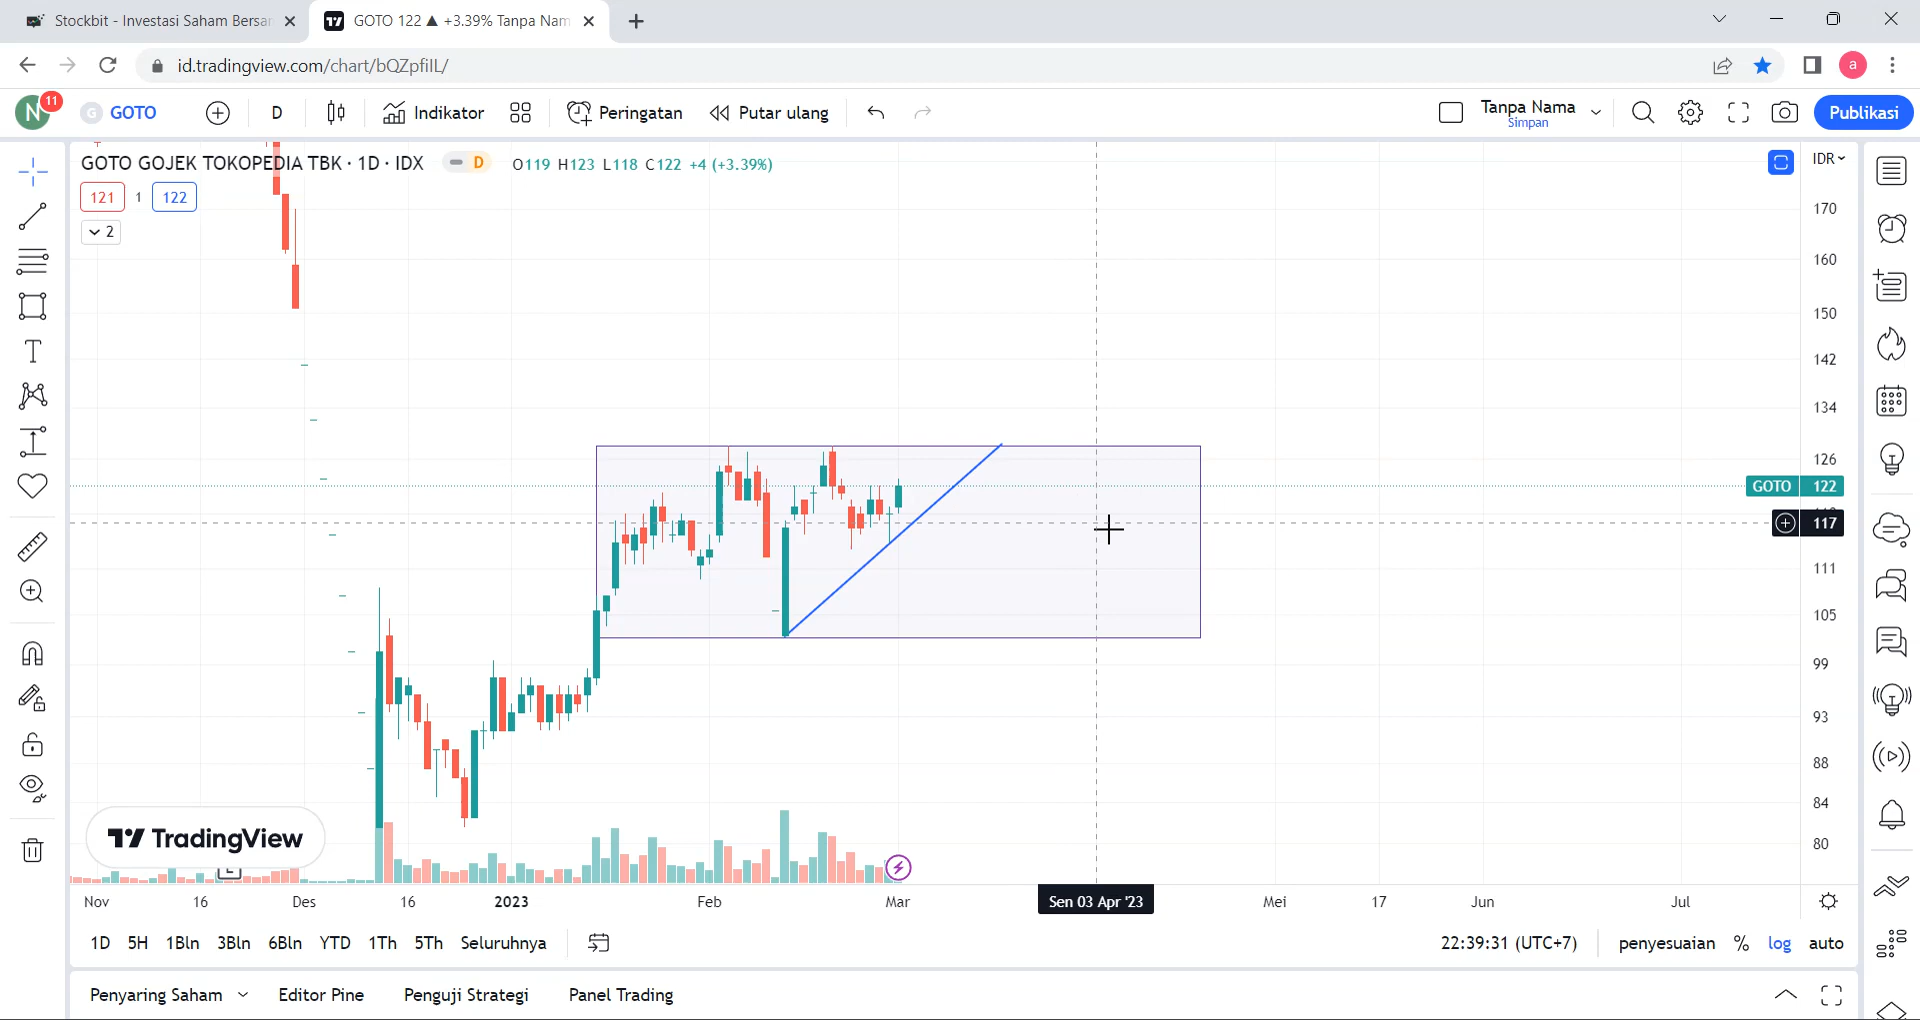 Stockbit - Investasi Saham Bersar
GOTO 122 ▲ +3.39% Tanpa Nam
id.tradingview.com/chart/bQZpfiIL/
a
N 11 G GOTO D Indikator Peringatan Putar ulang Tanpa Nama Simpan Publikasi
GOTO GOJEK TOKOPEDIA TBK · 1D · IDX D O119 H123 L118 C122 +4 (+3.39%) IDR
121 1 122
2
170
160
150
142
134
126
GOTO 122
117
111
105
99
93
88
84
80
TradingView
Nov 16 Des 16 2023 Feb Mar Sen 03 Apr '23 Mei 17 Jun Jul
1D 5H 1Bln 3Bln 6Bln YTD 1Th 5Th Seluruhnya 22:39:31 (UTC+7) penyesuaian % log auto
Penyaring Saham Editor Pine Penguji Strategi Panel Trading